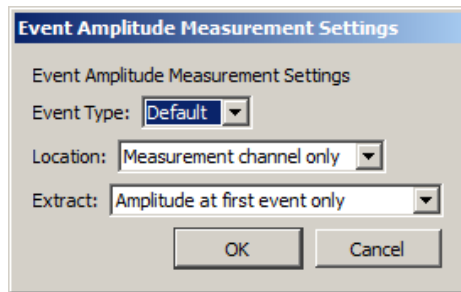 Event Amplitude Measurement Settings
Event Amplitude Measurement Settings
Event Type: Default
Location: Measurement channel only
Extract: Amplitude at first event only
OK Cancel